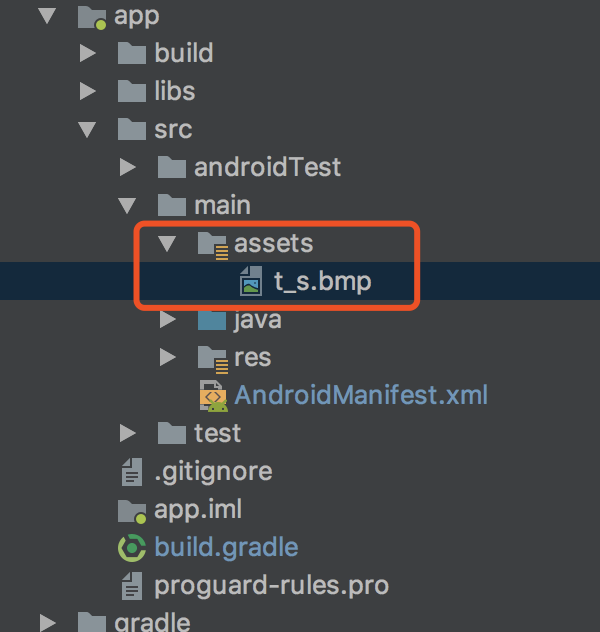 app
build
libs
src
androidTest
main
assets
t_s.bmp
java
res
AndroidManifest.xml
test
.gitignore
app.iml
build.gradle
proguard-rules.pro
gradle